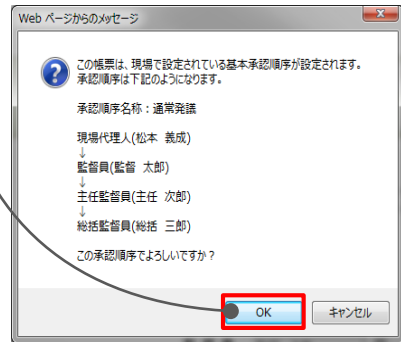 Web ページからのメッセージ
この帳票は、現場で設定されている基本承認順序が設定されます。
承認順序は下記のようになります。
承認順序名称：通常発議
現場代理人(松本 義成)
↓
監督員(監督 太郎)
↓
主任監督員(主任 次郎)
↓
総括監督員(総括 三郎)
この承認順序でよろしいですか？
OK
キャンセル